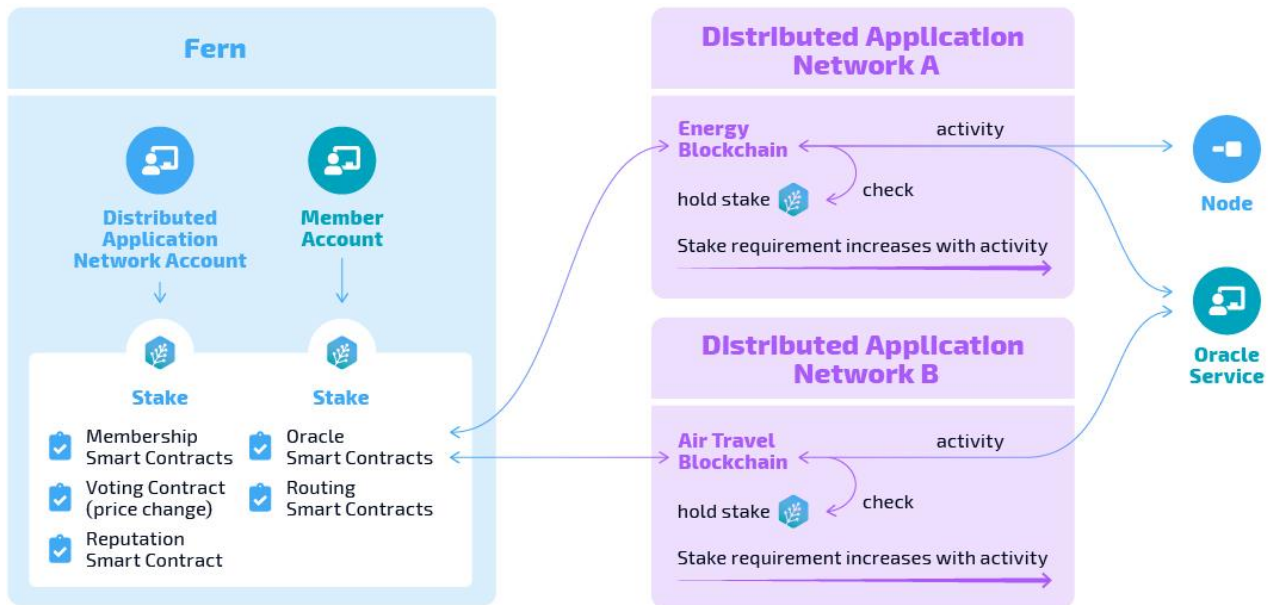 Fern
Distributed
Application
Network Account
Member
Account
Stake
Membership
Smart Contracts
Voting Contract
(price change)
Reputation
Smart Contract
Stake
Oracle
Smart Contracts
Routing
Smart Contracts
Distributed Application
Network A
Energy
Blockchain
activity
hold stake
check
Stake requirement increases with activity
Distributed Application
Network B
Air Travel
Blockchain
activity
hold stake
check
Stake requirement increases with activity
Node
Oracle
Service